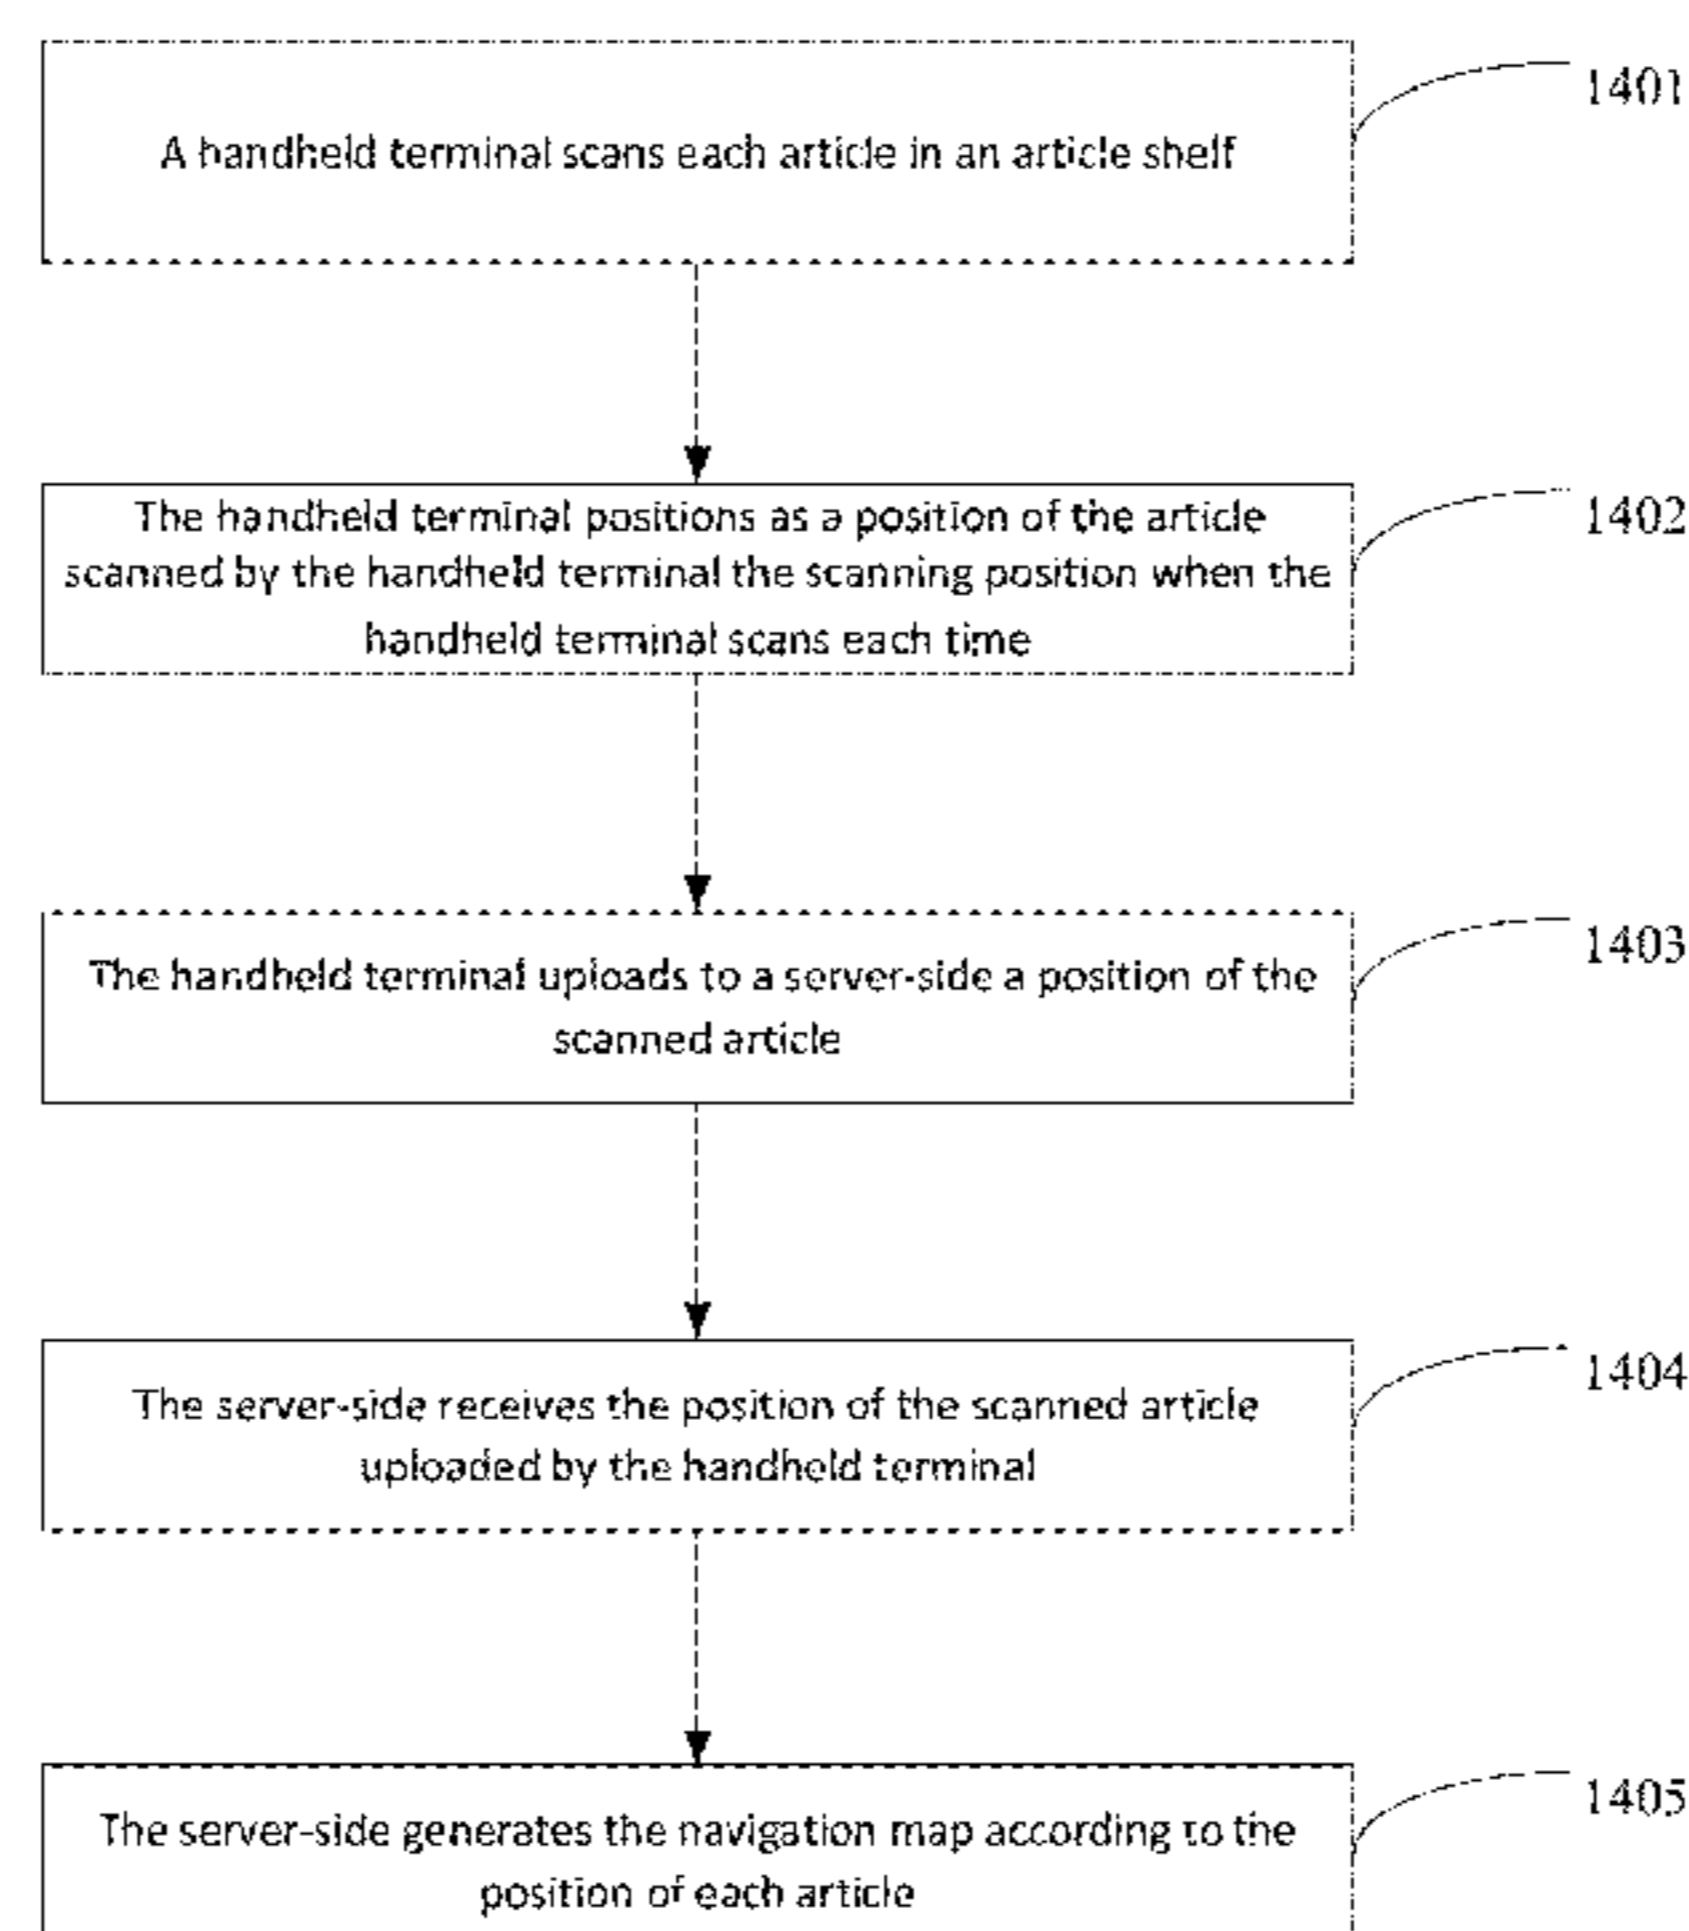 A handheld terminal scans each article in an article shelf
1401
The handheld terminal positions as a position of the article
scanned by the handheld terminal the scanning position when the
handheld terminal scans each time
1402
The handheld terminal uploads to a server-side a position of the
scanned article
1403
The server-side receives the position of the scanned article
uploaded by the handheld terminal
1404
The server-side generates the navigation map according to the
position of each article
1405